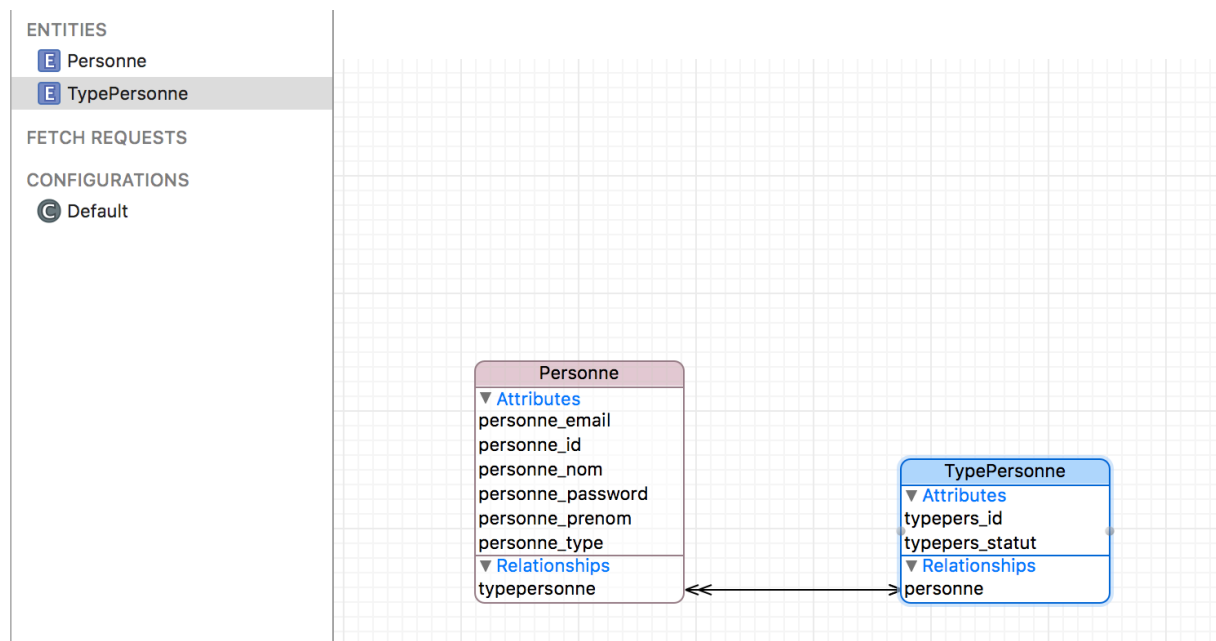 ENTITIES
E Personne
E TypePersonne
FETCH REQUESTS
CONFIGURATIONS
C Default
Personne
Attributes
personne_email
personne_id
personne_nom
personne_password
personne_prenom
personne_type
Relationships
typepersonne
TypePersonne
Attributes
typepers_id
typepers_statut
Relationships
personne